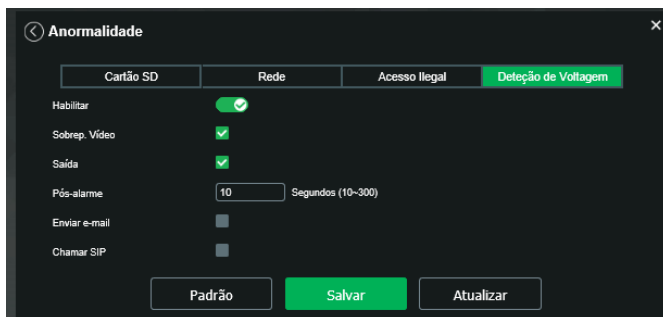 Anormalidade
Cartão SD Rede Acesso Ilegal Deteção de Voltagem
Habilitar
Sobrep. Vídeo
Saída
Pós-alarme 10 Segundos (10~300)
Enviar e-mail
Chamar SIP
Padrão Salvar Atualizar